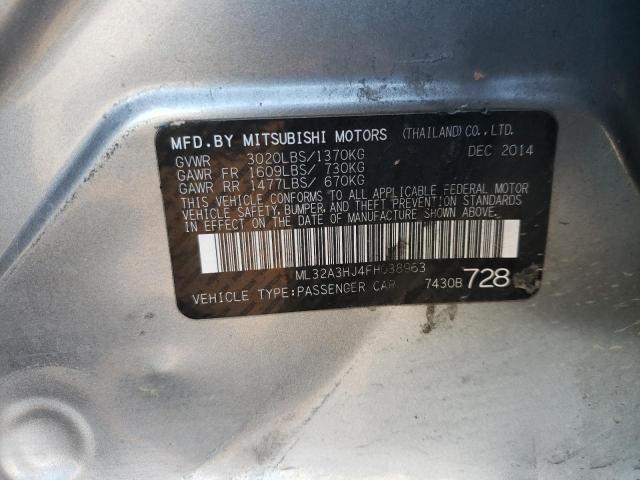 MFD.BY MITSUBISHI MOTORS (THAILAND)CO.,LTD.
GVWR 3020LBS/1370KG DEC 2014
GAWR FR 1609LBS/ 730KG
GAWR RR 1477LBS/ 670KG
THIS VEHICLE CONFORMS TO ALL APPLICABLE FEDERAL MOTOR
VEHICLE SAFETY, BUMPER, AND THEFT PREVENTION STANDARDS
IN EFFECT ON THE DATE OF MANUFACTURE SHOWN ABOVE.
ML32A3HJ4FH038963
VEHICLE TYPE:PASSENGER CAR 7430B 728